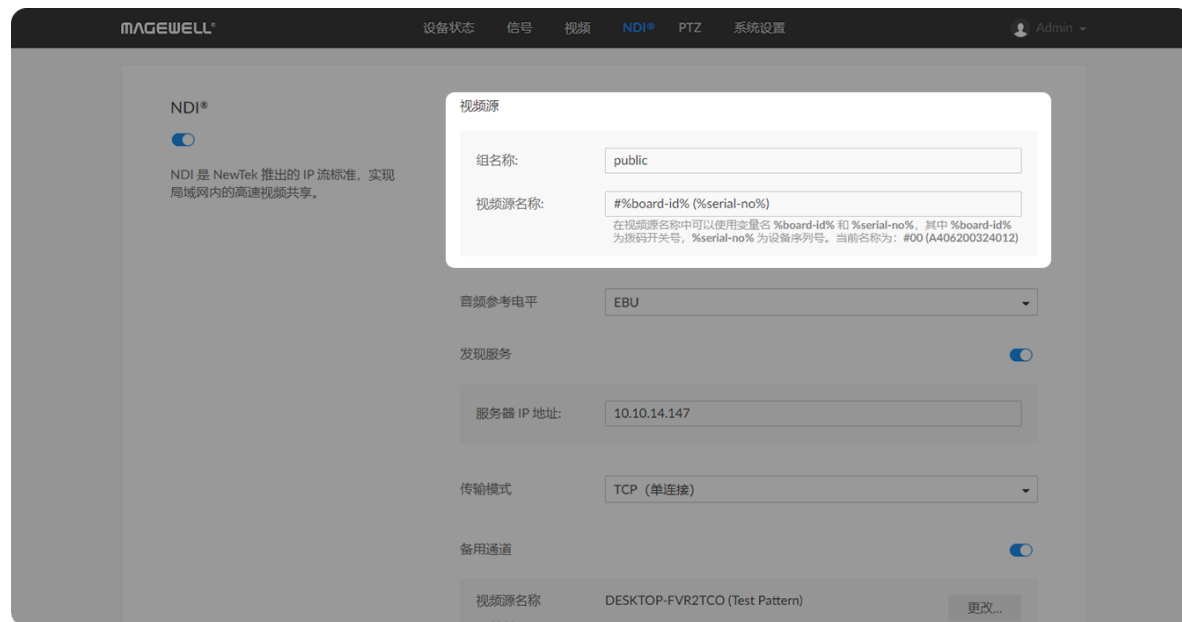 MAGEWELL®
设备状态 信号 视频 NDI® PTZ 系统设置 Admin
NDI®
NDI 是 NewTek 推出的 IP 流标准，实现
局域网内的高速视频共享。
视频源
组名称: public
视频源名称: #%board-id% (%serial-no%)
在视频源名称中可以使用变量名 %board-id% 和 %serial-no%，其中 %board-id%
为拨码开关号，%serial-no% 为设备序列号。当前名称为：#00 (A406200324012)
音频参考电平 EBU
发现服务
服务器 IP 地址: 10.10.14.147
传输模式 TCP（单连接）
备用通道
视频源名称 DESKTOP-FVR2TCO (Test Pattern) 更改...